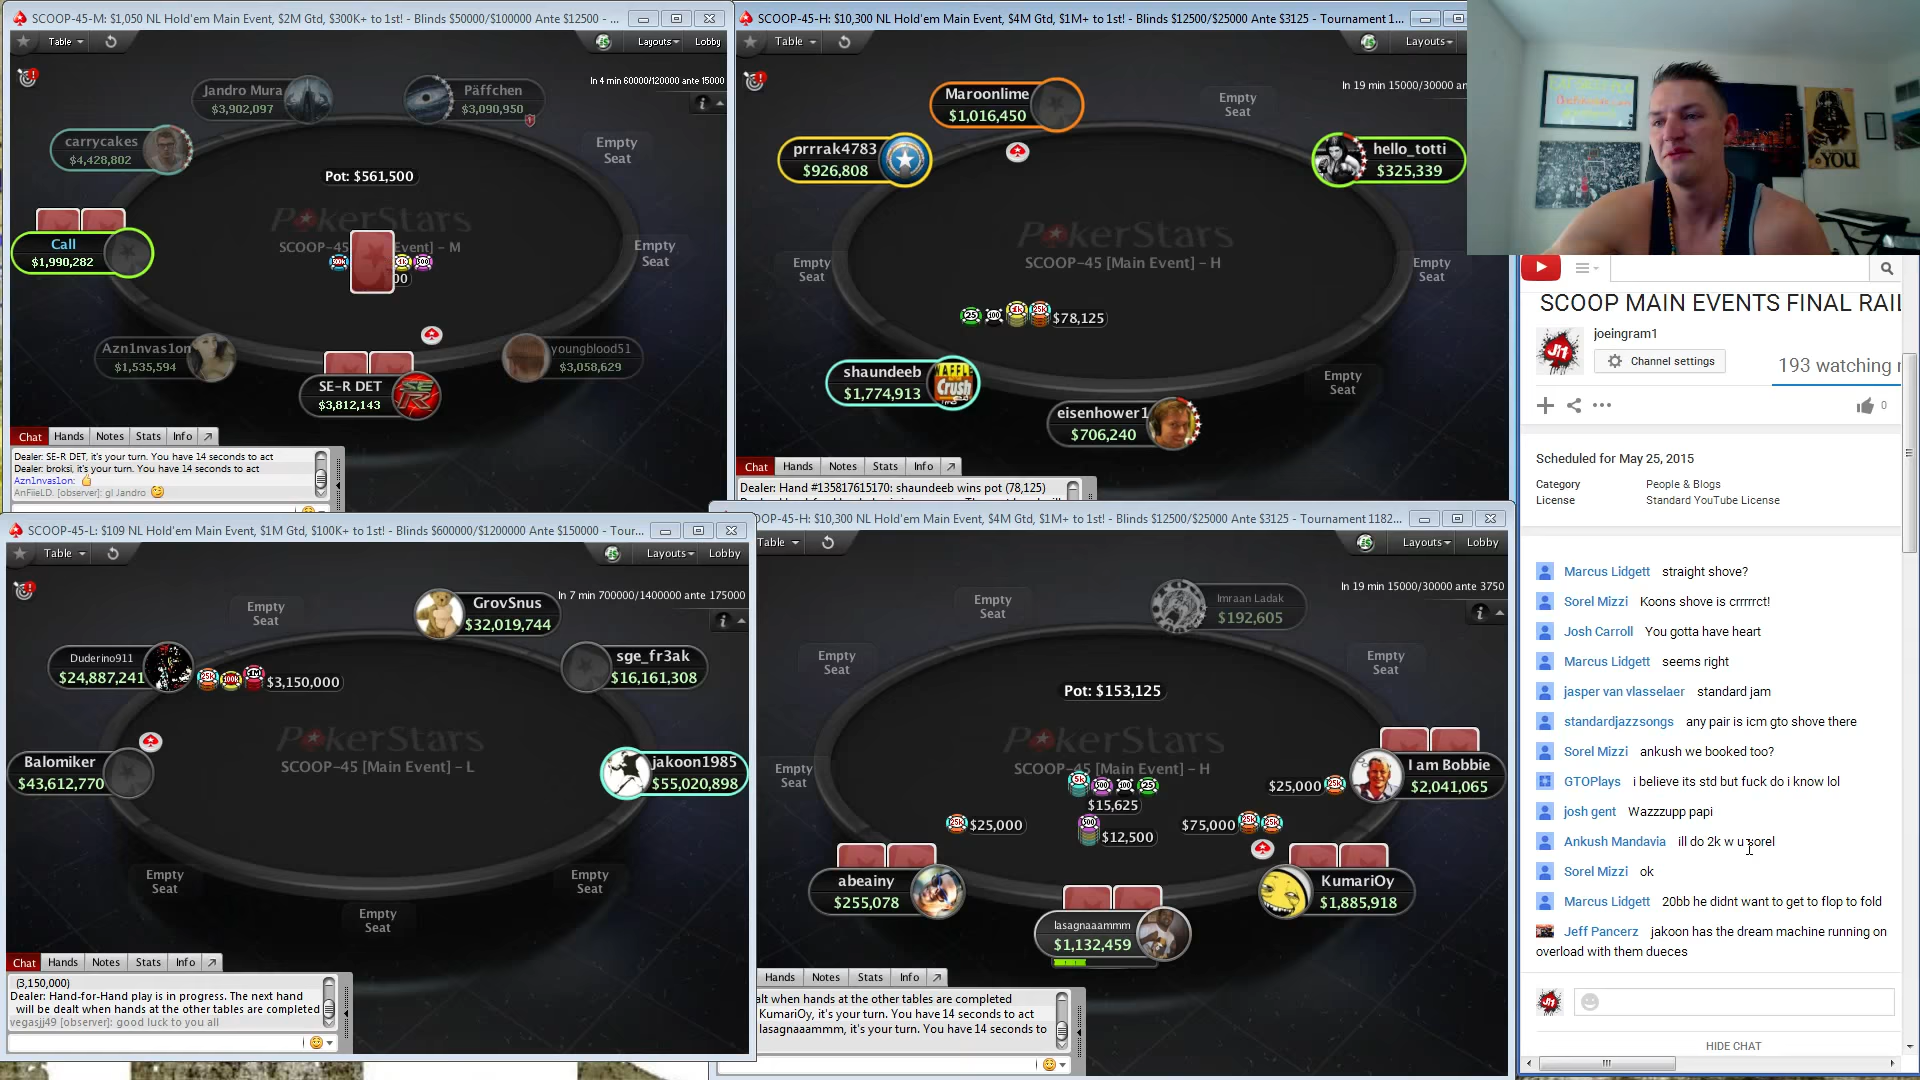 SCOOP-45-M: $1,050 NL Hold'em Main Event, $2M Gtd, $300K+ to 1st! - Blinds $50000/$100000 Ante $12500 - ...
Table
Layouts
Lobby
In 4 min 60000/120000 ante 15000
Jandro Mura
$3,902,097
Päffchen
$3,090,950
carrycakes
$4,428,802
Empty
Seat
Pot: $561,500
PokerStars
SCOOP-45
Event] - M
Call
$1,990,282
Empty
Seat
Azn1nvas1on
$1,535,594
youngblood51
$3,058,629
SE-R DET
$3,812,143
Chat
Hands
Notes
Stats
Info
Dealer: SE-R DET, it's your turn. You have 14 seconds to act
Dealer: broksi, it's your turn. You have 14 seconds to act
Azn1nvas1on:
AnFiieLD. [observer]: gl Jandro
SCOOP-45-H: $10,300 NL Hold'em Main Event, $4M Gtd, $1M+ to 1st! - Blinds $12500/$25000 Ante $3125 - Tournament 1...
Table
Layouts
In 19 min 15000/30000 an
Maroonlime
$1,016,450
Empty
Seat
prrrak4783
$926,808
hello_totti
$325,339
PokerStars
SCOOP-45 [Main Event] - H
Empty
Seat
Empty
Seat
$78,125
shaundeeb
$1,774,913
Empty
Seat
eisenhower1
$706,240
Chat
Hands
Notes
Stats
Info
Dealer: Hand #135817615170: shaundeeb wins pot (78,125)
SCOOP-45-L: $109 NL Hold'em Main Event, $1M Gtd, $100K+ to 1st! - Blinds $600000/$1200000 Ante $150000 - Tour...
Table
Layouts
Lobby
In 7 min 700000/1400000 ante 175000
Empty
Seat
GrovSnus
$32,019,744
Duderino911
$24,887,241
$3,150,000
sge_fr3ak
$16,161,308
PokerStars
SCOOP-45 [Main Event] - L
Balomiker
$43,612,770
jakoon1985
$55,020,898
Empty
Seat
Empty
Seat
Empty
Seat
Chat
Hands
Notes
Stats
Info
(3,150,000)
Dealer: Hand-for-Hand play is in progress. The next hand
will be dealt when hands at the other tables are completed
vegasjj49 [observer]: good luck to you all
OP-45-H: $10,300 NL Hold'em Main Event, $4M Gtd, $1M+ to 1st! - Blinds $12500/$25000 Ante $3125 - Tournament 1182...
Table
Layouts
Lobby
In 19 min 15000/30000 ante 3750
Empty
Seat
Imraan Ladak
$192,605
Empty
Seat
Empty
Seat
Pot: $153,125
PokerStars
SCOOP-45 [Main Event] - H
Empty
Seat
I am Bobbie
$2,041,065
$25,000
$15,625
$25,000
$12,500
$75,000
abeainy
$255,078
KumariOy
$1,885,918
lasagnaaammm
$1,132,459
Hands
Notes
Stats
Info
alt when hands at the other tables are completed
KumariOy, it's your turn. You have 14 seconds to act
lasagnaaammm, it's your turn. You have 14 seconds to
YOU
SCOOP MAIN EVENTS FINAL RAIL
joeingram1
Channel settings
193 watching
0
Scheduled for May 25, 2015
Category People & Blogs
License Standard YouTube License
Marcus Lidgett straight shove?
Sorel Mizzi Koons shove is crrrrrct!
Josh Carroll You gotta have heart
Marcus Lidgett seems right
jasper van vlasselaer standard jam
standardjazzsongs any pair is icm gto shove there
Sorel Mizzi ankush we booked too?
GTOPlays i believe its std but fuck do i know lol
josh gent Wazzzupp papi
Ankush Mandavia ill do 2k w u sorel
Sorel Mizzi ok
Marcus Lidgett 20bb he didnt want to get to flop to fold
Jeff Pancerz jakoon has the dream machine running on
overload with them dueces
HIDE CHAT